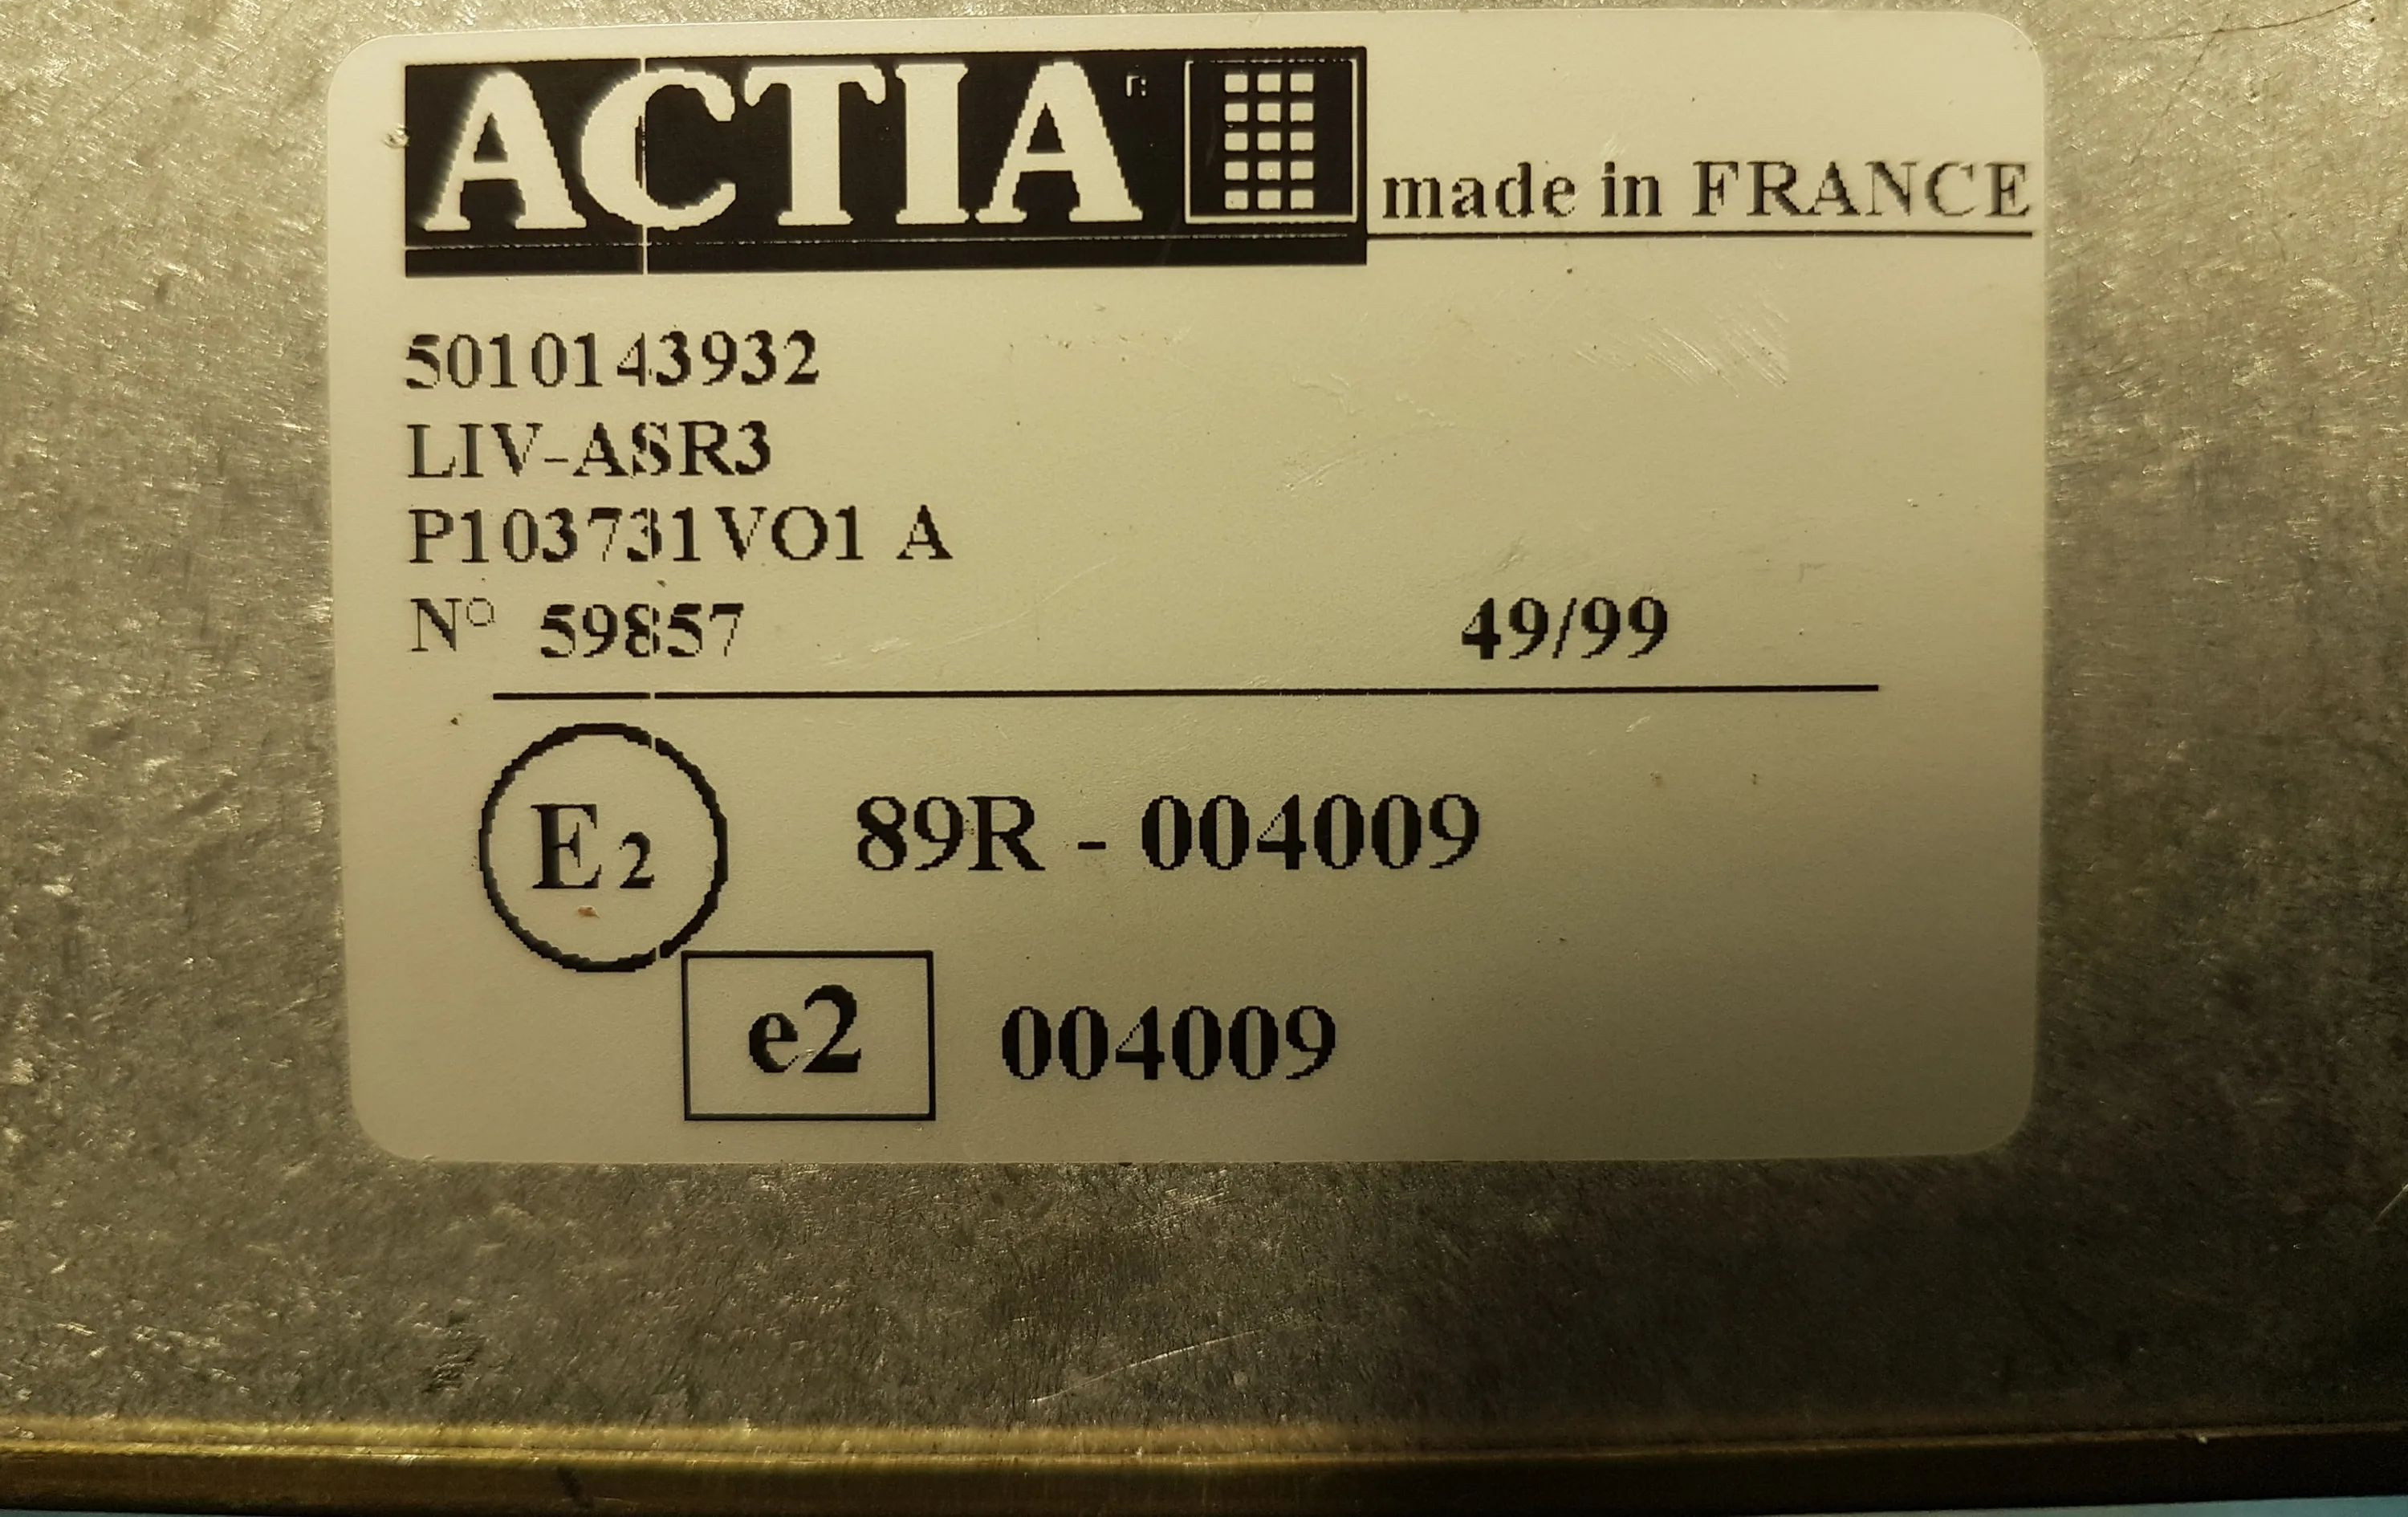 ACTIA® made in FRANCE
5010143932
LIV-ASR3
P103731VO1 A
N° 59857 49/99
E2 89R - 004009
e2 004009